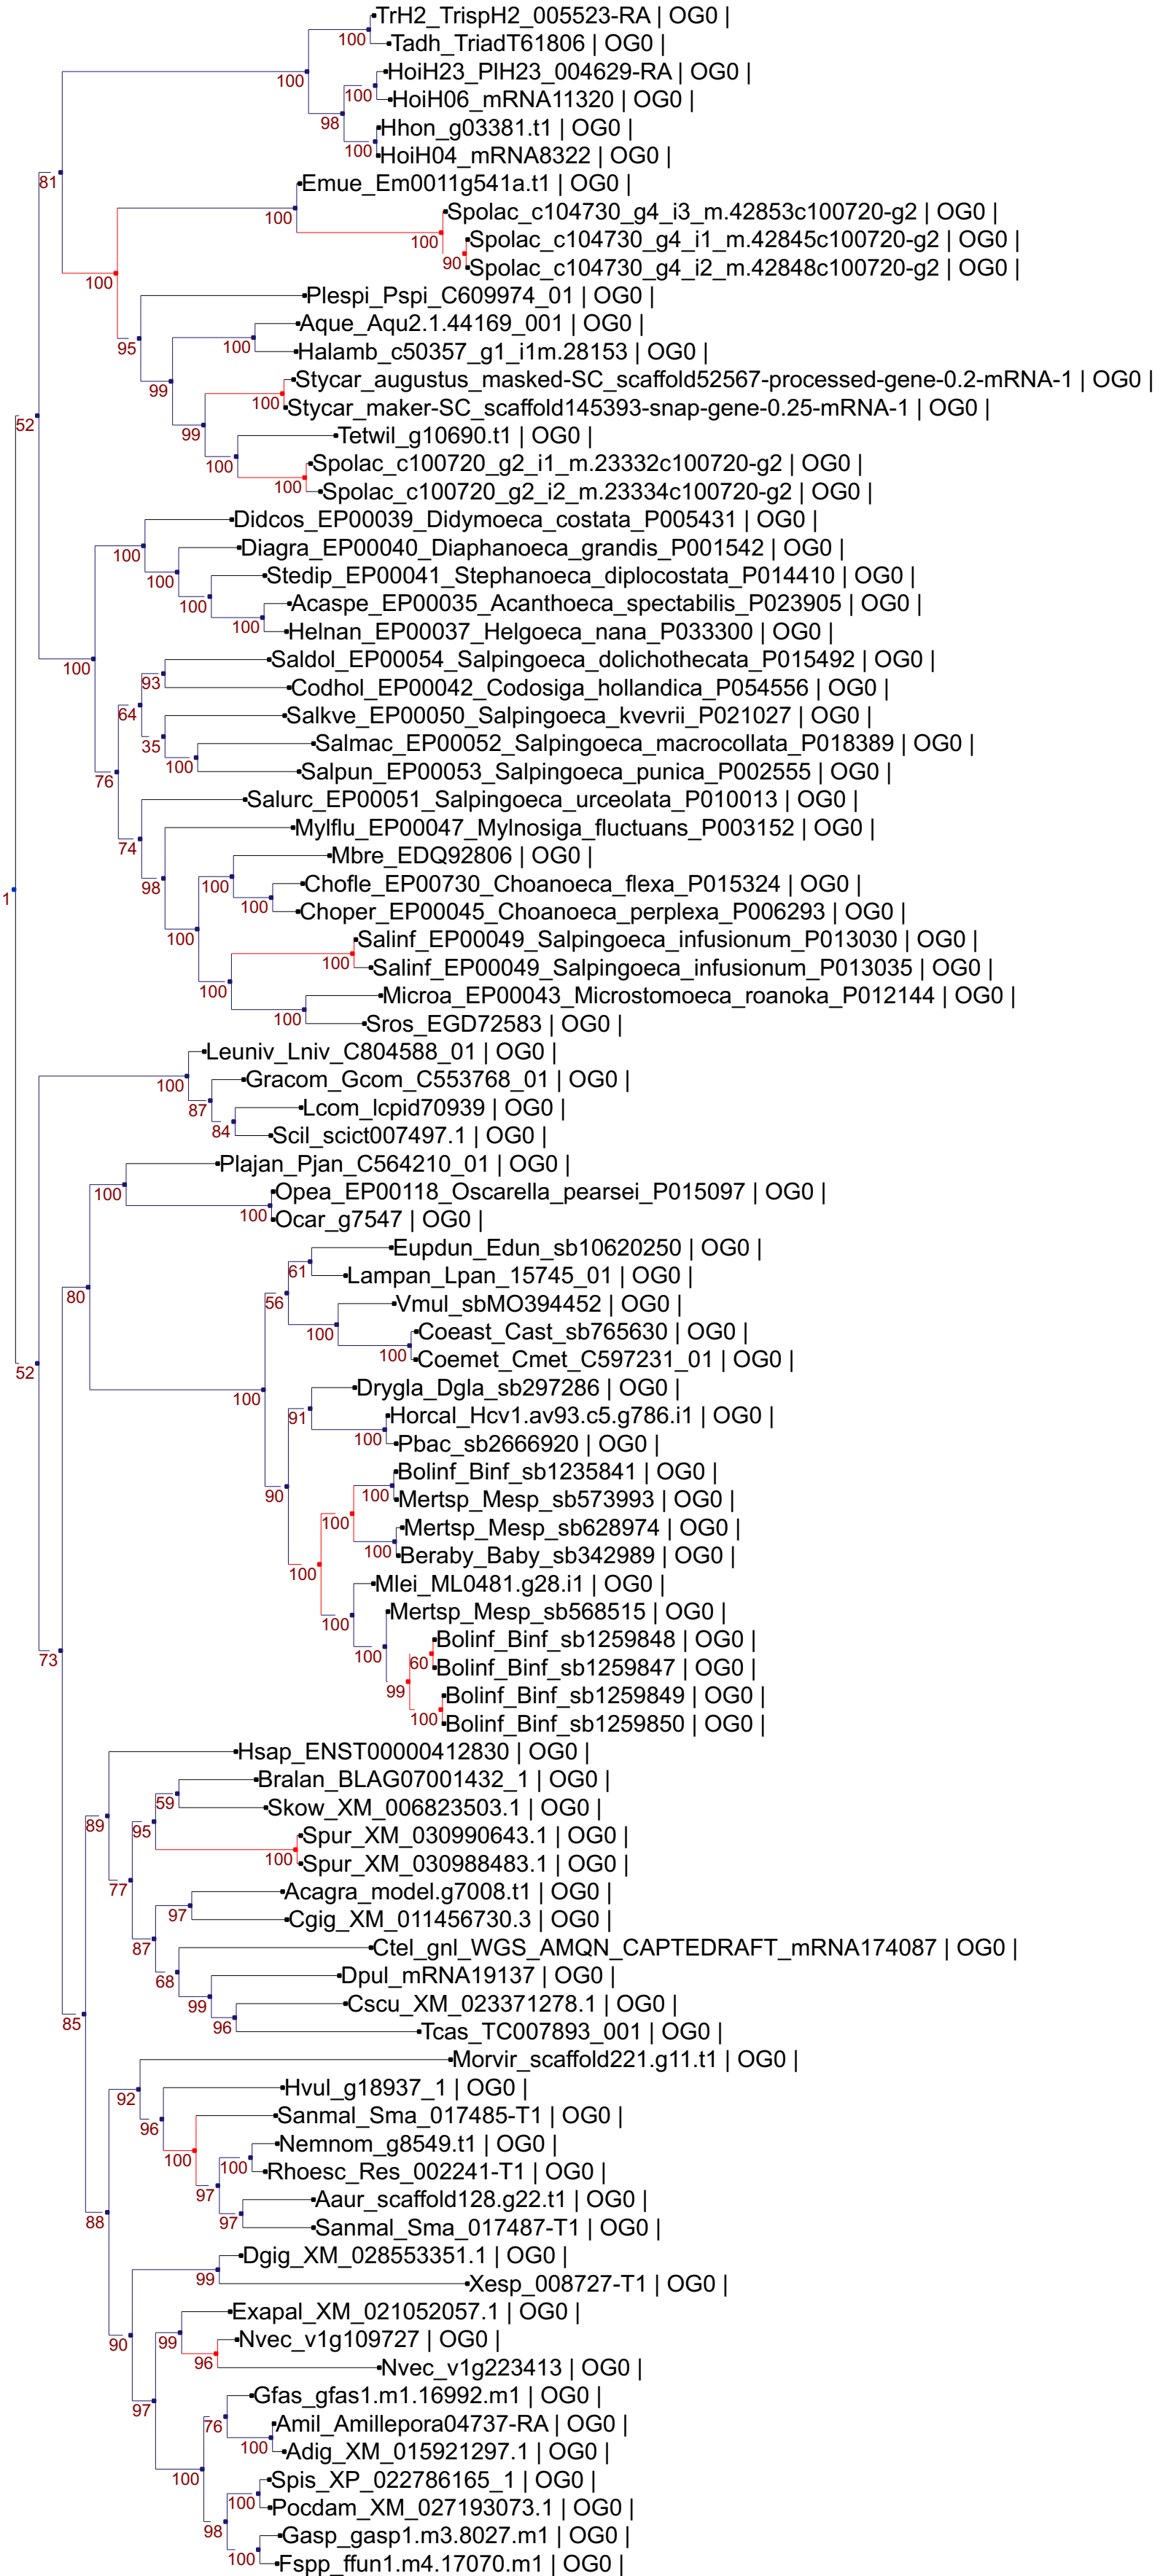 TrH2_TrispH2_005523-RA | OG0 |
100
Tadh_TriadT61806 | OG0 |
100
HoiH23_PlH23_004629-RA | OG0 |
100
HoiH06_mRNA11320 | OG0 |
98
Hhon_g03381.t1 | OG0 |
100
HoiH04_mRNA8322 | OG0 |
81
Emue_Em0011g541a.t1 | OG0 |
100
Spolac_c104730_g4_i3_m.42853c100720-g2 | OG0 |
100
Spolac_c104730_g4_i1_m.42845c100720-g2 | OG0 |
90
Spolac_c104730_g4_i2_m.42848c100720-g2 | OG0 |
100
Plespi_Pspi_C609974_01 | OG0 |
95
Aque_Aqu2.1.44169_001 | OG0 |
100
Halamb_c50357_g1_i1m.28153 | OG0 |
99
Stycar_augustus_masked-SC_scaffold52567-processed-gene-0.2-mRNA-1 | OG0 |
100
Stycar_maker-SC_scaffold145393-snap-gene-0.25-mRNA-1 | OG0 |
52
99
Tetwil_g10690.t1 | OG0 |
100
Spolac_c100720_g2_i1_m.23332c100720-g2 | OG0 |
100
Spolac_c100720_g2_i2_m.23334c100720-g2 | OG0 |
Didcos_EP00039_Didymoeca_costata_P005431 | OG0 |
100
Diagra_EP00040_Diaphanoeca_grandis_P001542 | OG0 |
100
Stedip_EP00041_Stephanoeca_diplocostata_P014410 | OG0 |
100
Acaspe_EP00035_Acanthoeca_spectabilis_P023905 | OG0 |
100
Helnan_EP00037_Helgoeca_nana_P033300 | OG0 |
100
Saldol_EP00054_Salpingoeca_dolichothecata_P015492 | OG0 |
93
Codhol_EP00042_Codosiga_hollandica_P054556 | OG0 |
64
Salkve_EP00050_Salpingoeca_kvevrii_P021027 | OG0 |
35
Salmac_EP00052_Salpingoeca_macrocollata_P018389 | OG0 |
100
Salpun_EP00053_Salpingoeca_punica_P002555 | OG0 |
76
Salurc_EP00051_Salpingoeca_urceolata_P010013 | OG0 |
74
Mylflu_EP00047_Mylnosiga_fluctuans_P003152 | OG0 |
98
Mbre_EDQ92806 | OG0 |
100
Chofle_EP00730_Choanoeca_flexa_P015324 | OG0 |
1
100
Choper_EP00045_Choanoeca_perplexa_P006293 | OG0 |
100
Salinf_EP00049_Salpingoeca_infusionum_P013030 | OG0 |
100
Salinf_EP00049_Salpingoeca_infusionum_P013035 | OG0 |
100
Microa_EP00043_Microstomoeca_roanoka_P012144 | OG0 |
100
Sros_EGD72583 | OG0 |
Leuniv_Lniv_C804588_01 | OG0 |
100
Gracom_Gcom_C553768_01 | OG0 |
87
Lcom_lcpid70939 | OG0 |
84
Scil_scict007497.1 | OG0 |
Plajan_Pjan_C564210_01 | OG0 |
100
Opea_EP00118_Oscarella_pearsei_P015097 | OG0 |
100
Ocar_g7547 | OG0 |
Eupdun_Edun_sb10620250 | OG0 |
61
Lampan_Lpan_15745_01 | OG0 |
80
56
Vmul_sbMO394452 | OG0 |
100
Coeast_Cast_sb765630 | OG0 |
100
Coemet_Cmet_C597231_01 | OG0 |
52
100
Drygla_Dgla_sb297286 | OG0 |
91
Horcal_Hcv1.av93.c5.g786.i1 | OG0 |
100
Pbac_sb2666920 | OG0 |
90
Bolinf_Binf_sb1235841 | OG0 |
100
Mertsp_Mesp_sb573993 | OG0 |
100
Mertsp_Mesp_sb628974 | OG0 |
100
Beraby_Baby_sb342989 | OG0 |
100
Mlei_ML0481.g28.i1 | OG0 |
100
Mertsp_Mesp_sb568515 | OG0 |
100
Bolinf_Binf_sb1259848 | OG0 |
73
60
Bolinf_Binf_sb1259847 | OG0 |
99
Bolinf_Binf_sb1259849 | OG0 |
100
Bolinf_Binf_sb1259850 | OG0 |
Hsap_ENST00000412830 | OG0 |
Bralan_BLAG07001432_1 | OG0 |
59
Skow_XM_006823503.1 | OG0 |
89
95
Spur_XM_030990643.1 | OG0 |
100
Spur_XM_030988483.1 | OG0 |
77
Acagra_model.g7008.t1 | OG0 |
97
Cgig_XM_011456730.3 | OG0 |
87
Ctel_gnl_WGS_AMQN_CAPTEDRAFT_mRNA174087 | OG0 |
68
Dpul_mRNA19137 | OG0 |
99
Cscu_XM_023371278.1 | OG0 |
85
96
Tcas_TC007893_001 | OG0 |
Morvir_scaffold221.g11.t1 | OG0 |
92
Hvul_g18937_1 | OG0 |
96
Sanmal_Sma_017485-T1 | OG0 |
100
Nemnom_g8549.t1 | OG0 |
100
Rhoesc_Res_002241-T1 | OG0 |
97
Aaur_scaffold128.g22.t1 | OG0 |
88
97
Sanmal_Sma_017487-T1 | OG0 |
Dgig_XM_028553351.1 | OG0 |
99
Xesp_008727-T1 | OG0 |
Exapal_XM_021052057.1 | OG0 |
90
99
Nvec_v1g109727 | OG0 |
96
Nvec_v1g223413 | OG0 |
97
Gfas_gfas1.m1.16992.m1 | OG0 |
76
Amil_Amillepora04737-RA | OG0 |
100
Adig_XM_015921297.1 | OG0 |
100
Spis_XP_022786165_1 | OG0 |
100
Pocdam_XM_027193073.1 | OG0 |
98
Gasp_gasp1.m3.8027.m1 | OG0 |
100
Fspp_ffun1.m4.17070.m1 | OG0 |